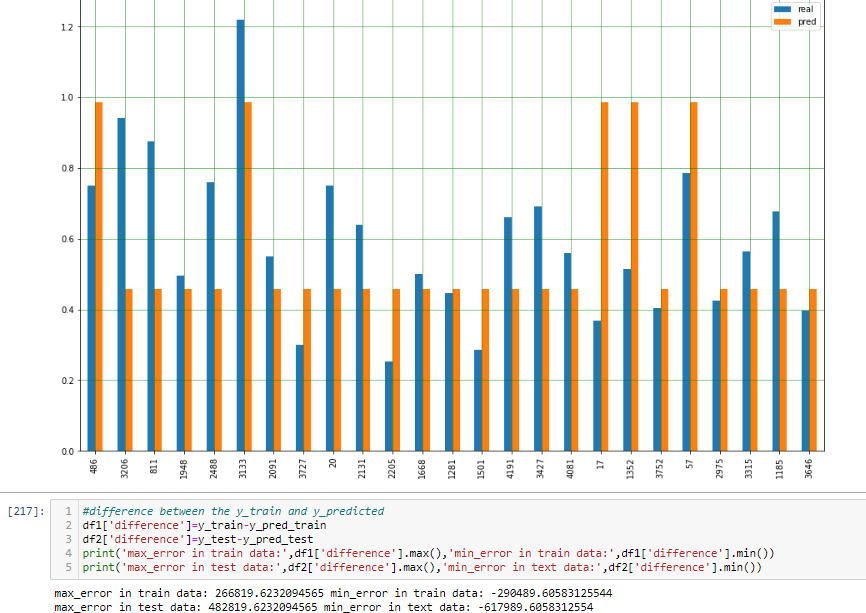 real
pred
1.2
1.0
0.8
0.6
0.4
0.2
0.0
486 3206 811 1948 2488 3133 2091 3727 20 2131 2205 1668 1281 1501 4191 3427 4081 17 1352 3752 57 2975 3315 1185 3646
[217]:
1 #difference between the y_train and y_predicted
2 df1['difference']=y_train-y_pred_train
3 df2['difference']=y_test-y_pred_test
4 print('max_error in train data:',df1['difference'].max(),'min_error in train data:',df1['difference'].min())
5 print('max_error in test data:',df2['difference'].max(),'min_error in text data:',df2['difference'].min())
max_error in train data: 266819.6232094565 min_error in train data: -290489.60583125544
max_error in test data: 482819.6232094565 min_error in text data: -617989.6058312554